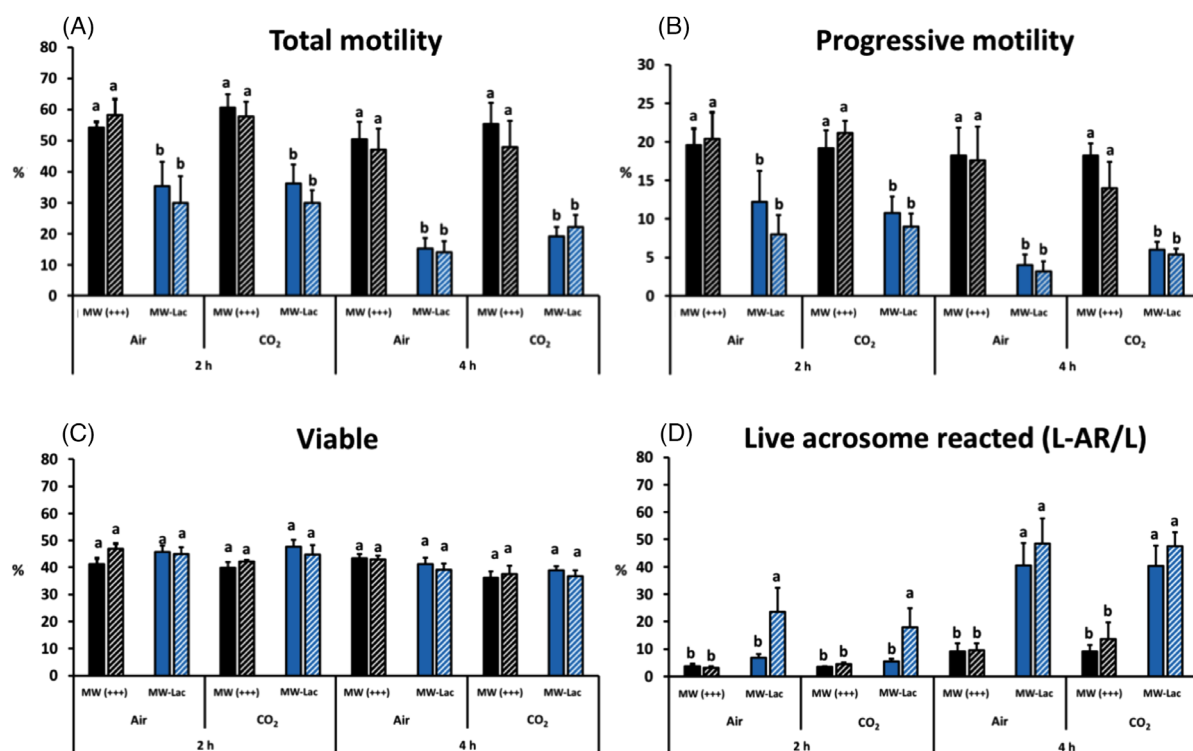 (A)
Total motility
80
70
60
50
40
30
20
10
0
%
a a b b a a b b a a b b a a b b
MW (+++) MW-Lac MW (+++) MW-Lac MW (+++) MW-Lac MW (+++) MW-Lac
Air CO₂ Air CO₂
2 h 4 h
(B)
Progressive motility
30
25
20
15
10
5
0
%
a a b b a a b b a a b b a a b b
MW (+++) MW-Lac MW (+++) MW-Lac MW (+++) MW-Lac MW (+++) MW-Lac
Air CO₂ Air CO₂
2 h 4 h
(C)
Viable
80
70
60
50
40
30
20
10
0
%
a a a a a a a a a a a a a a a a
MW (+++) MW-Lac MW (+++) MW-Lac MW (+++) MW-Lac MW (+++) MW-Lac
Air CO₂ Air CO₂
2 h 4 h
(D)
Live acrosome reacted (L-AR/L)
80
70
60
50
40
30
20
10
0
%
b b b a b b b a b b a a b b a a
MW (+++) MW-Lac MW (+++) MW-Lac MW (+++) MW-Lac MW (+++) MW-Lac
Air CO₂ Air CO₂
2 h 4 h